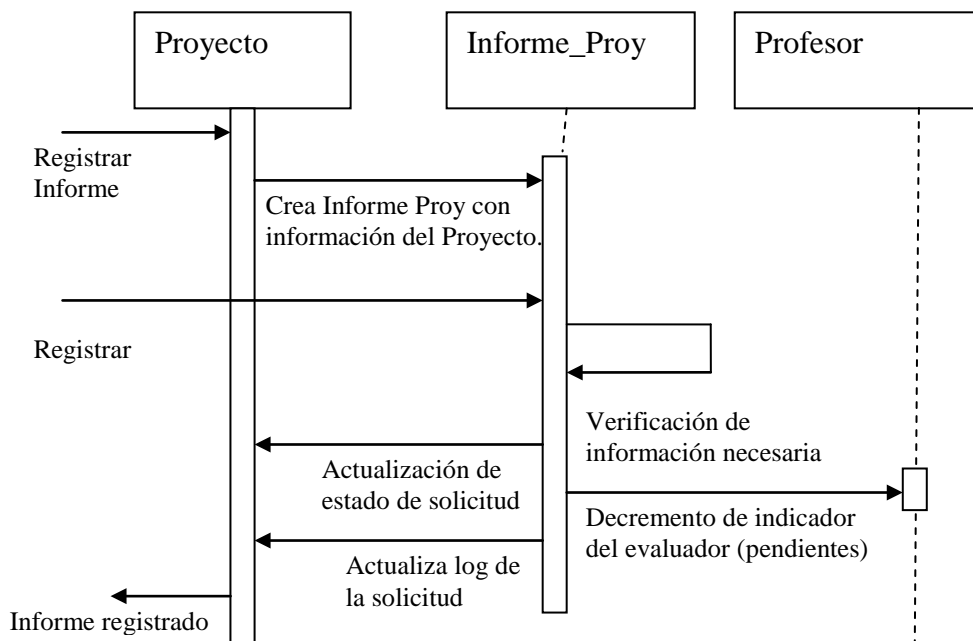 Proyecto
Informe_Proy
Profesor
Registrar
Informe
Crea Informe Proy con
información del Proyecto.
Registrar
Verificación de
información necesaria
Actualización de
estado de solicitud
Decremento de indicador
del evaluador (pendientes)
Actualiza log de
la solicitud
Informe registrado